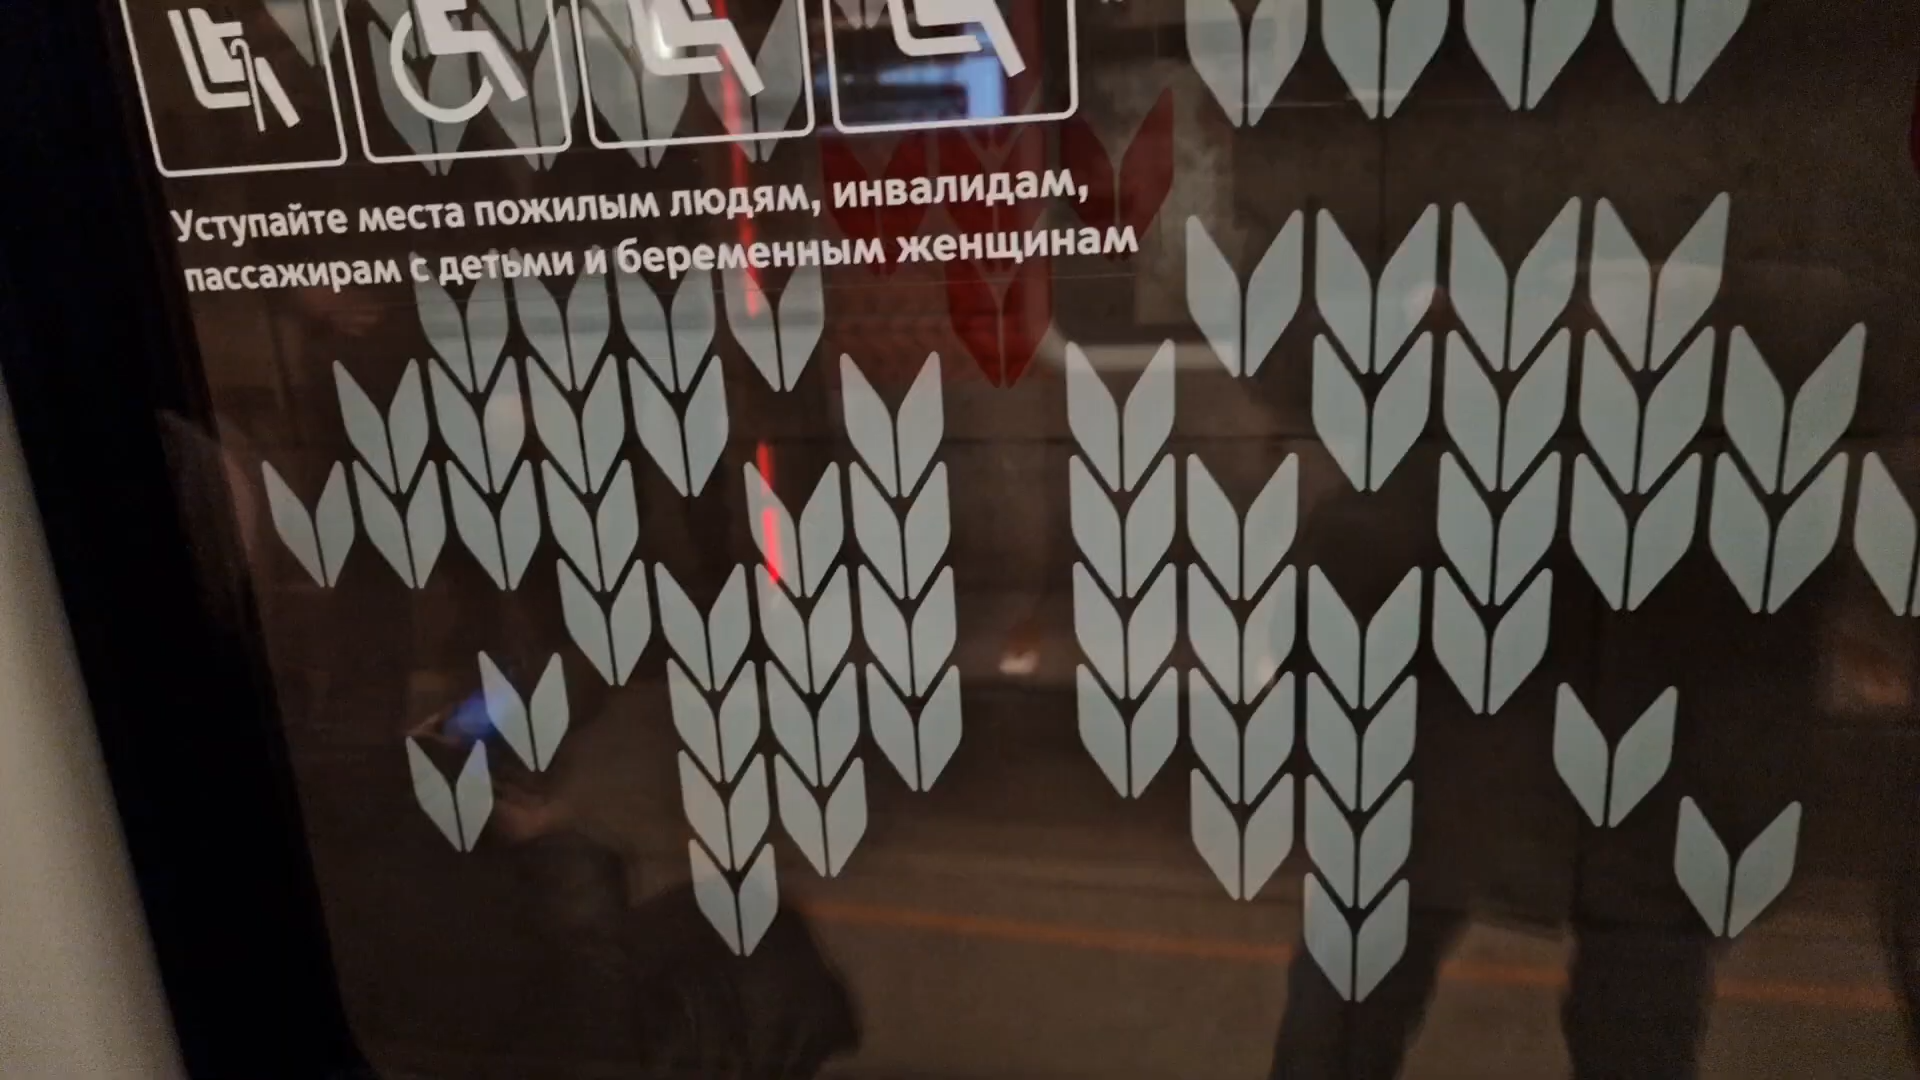 Уступайте места пожилым людям, инвалидам,
пассажирам с детьми и беременным женщинам